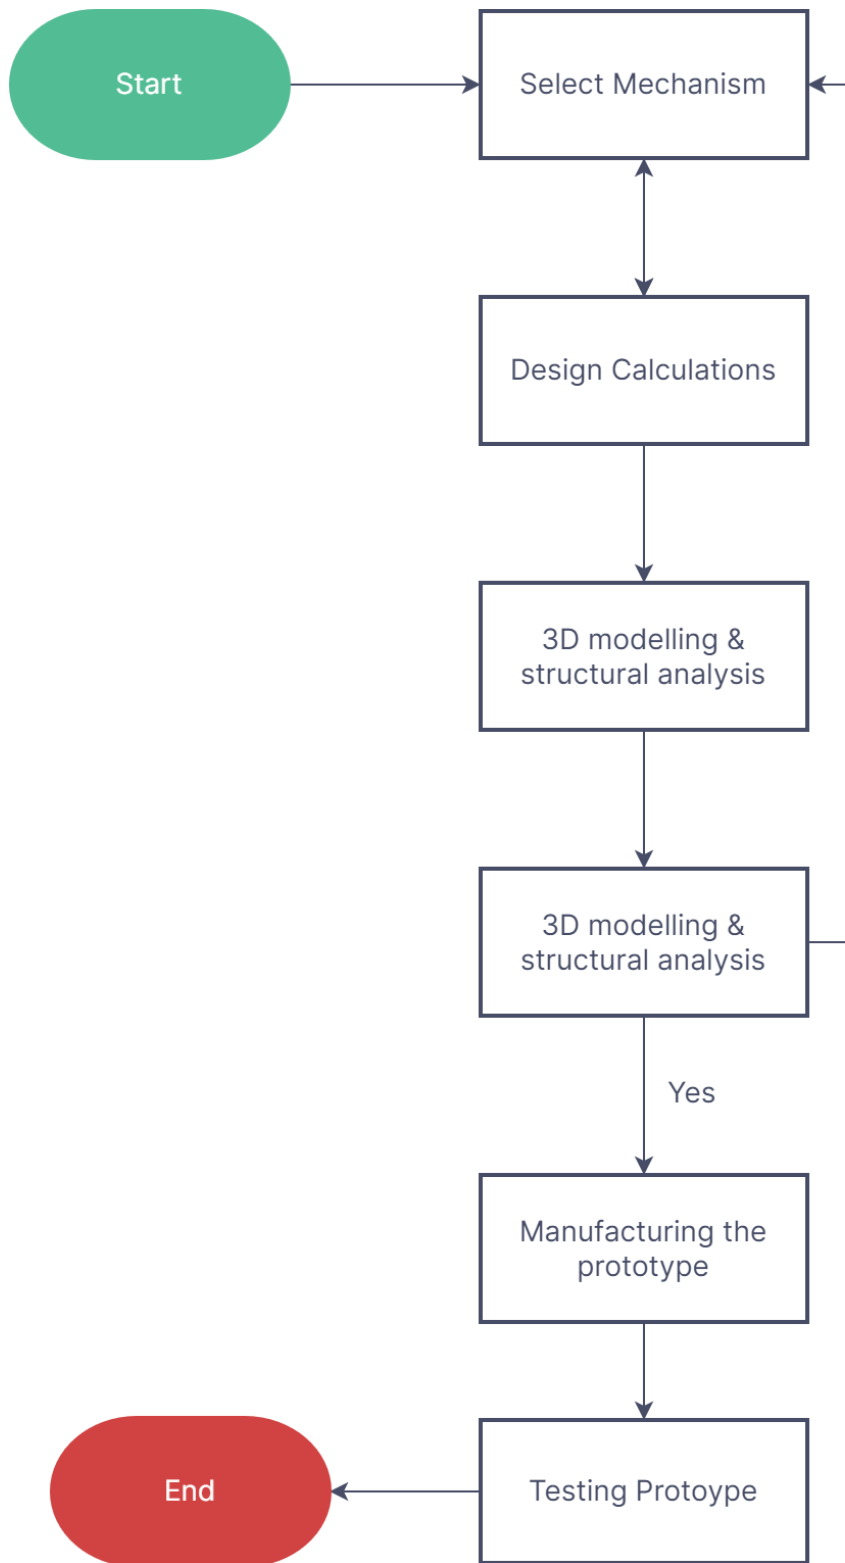 Start
Select Mechanism
Design Calculations
3D modelling &
structural analysis
3D modelling &
structural analysis
Yes
Manufacturing the
prototype
End
Testing Protoype